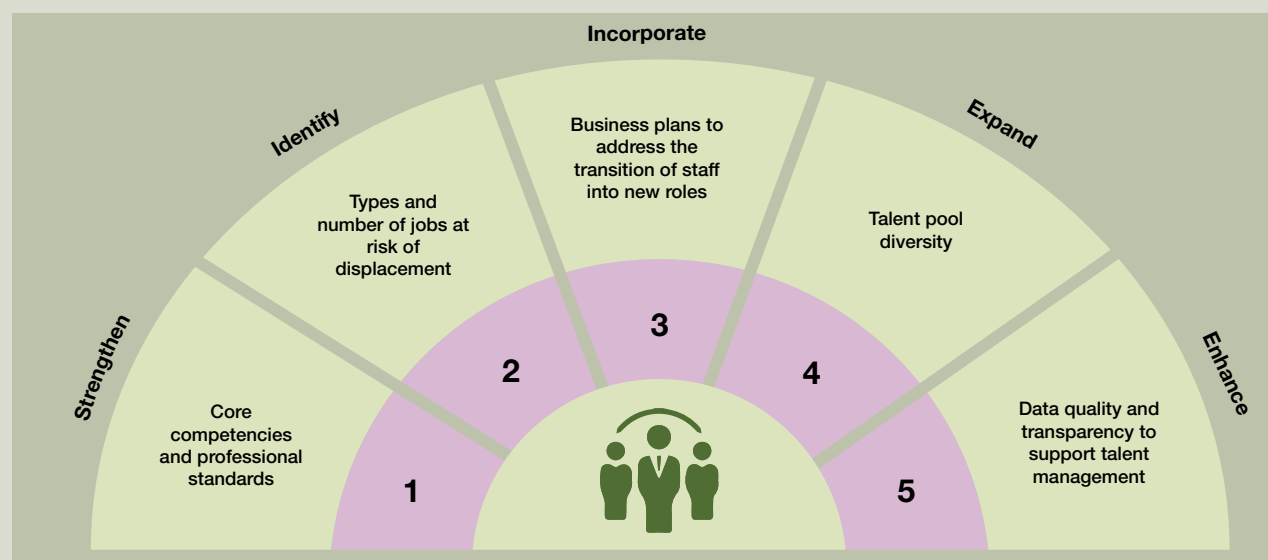 Strengthen
Core
competencies
and professional
standards
1
Identify
Types and
number of jobs at
risk of
displacement
2
Incorporate
Business plans to
address the
transition of staff
into new roles
3
Expand
Talent pool
diversity
4
Enhance
Data quality and
transparency to
support talent
management
5